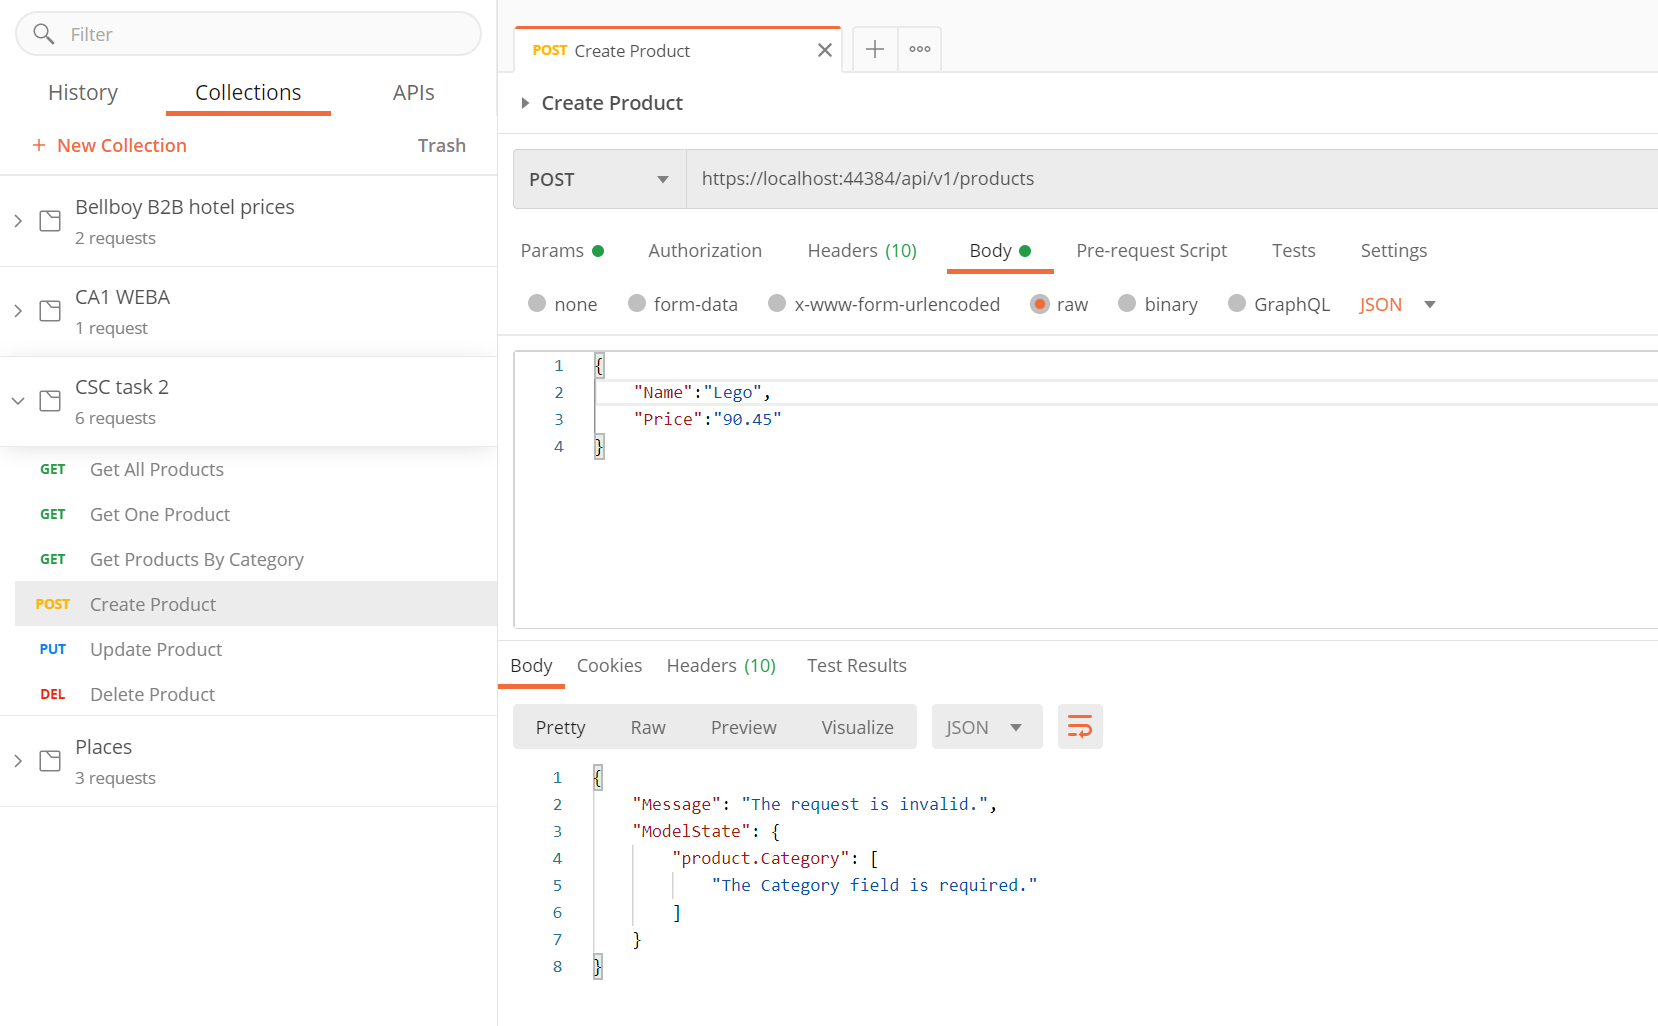 Filter
History Collections APIs
+ New Collection Trash
Bellboy B2B hotel prices
2 requests
CA1 WEBA
1 request
CSC task 2
6 requests
GET Get All Products
GET Get One Product
GET Get Products By Category
POST Create Product
PUT Update Product
DEL Delete Product
Places
3 requests
POST Create Product
Create Product
POST https://localhost:44384/api/v1/products
Params Authorization Headers (10) Body Pre-request Script Tests Settings
none form-data x-www-form-urlencoded raw binary GraphQL JSON
1 {
2 "Name":"Lego",
3 "Price":"90.45"
4 }
Body Cookies Headers (10) Test Results
Pretty Raw Preview Visualize JSON
1 {
2 "Message": "The request is invalid.",
3 "ModelState": {
4 "product.Category": [
5 "The Category field is required."
6 ]
7 }
8 }